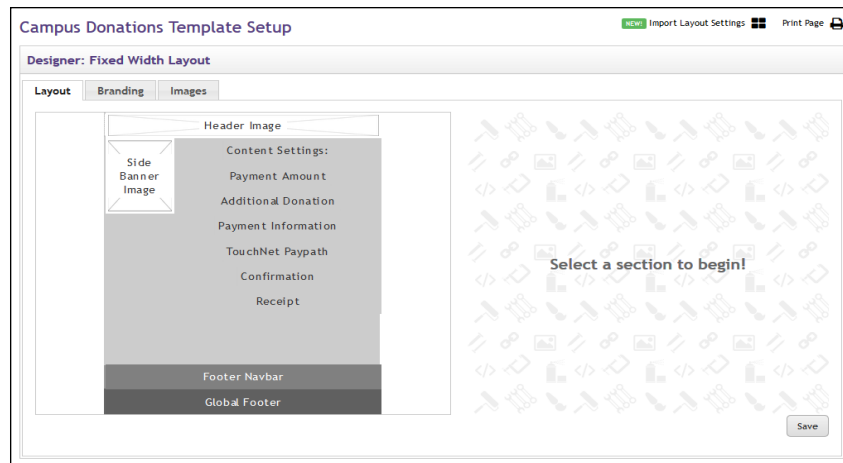 Campus Donations Template Setup
NEW! Import Layout Settings Print Page
Designer: Fixed Width Layout
Layout Branding Images
Header Image
Side
Banner
Image
Content Settings:
Payment Amount
Additional Donation
Payment Information
TouchNet Paypath
Confirmation
Receipt
Footer Navbar
Global Footer
Select a section to begin!
Save